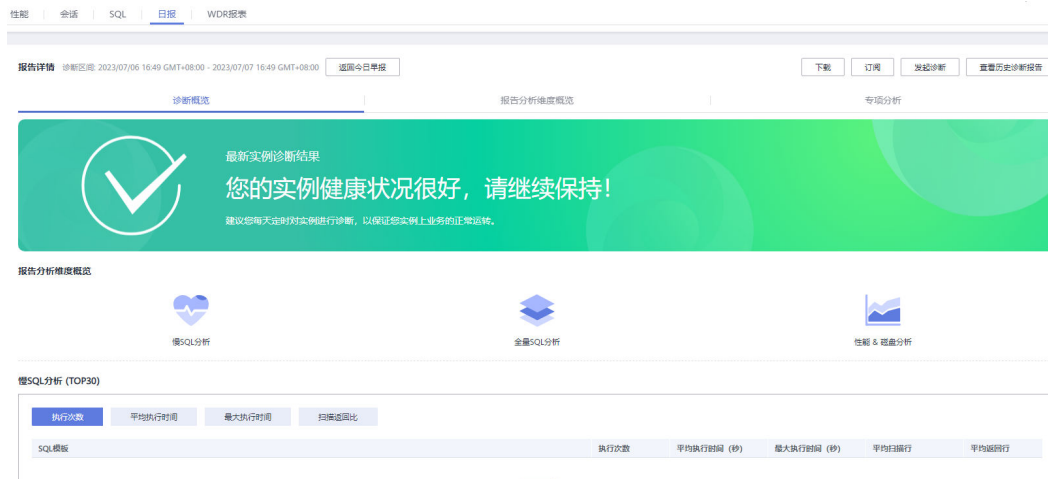 性能 会话 SQL 日报 WDR报表
报告详情 诊断区间: 2023/07/06 16:49 GMT+08:00 - 2023/07/07 16:49 GMT+08:00 返回今日早报 下载 订阅 发起诊断 查看历史诊断报告
诊断概览 报告分析维度概览 专项分析
最新实例诊断结果
您的实例健康状况很好，请继续保持！
建议您每天定时对实例进行诊断，以保证您实例上业务的正常运转。
报告分析维度概览
慢SQL分析 全量SQL分析 性能 & 磁盘分析
慢SQL分析 (TOP30)
执行次数 平均执行时间 最大执行时间 扫描返回比
SQL模板 执行次数 平均执行时间（秒） 最大执行时间（秒） 平均扫描行 平均返回行